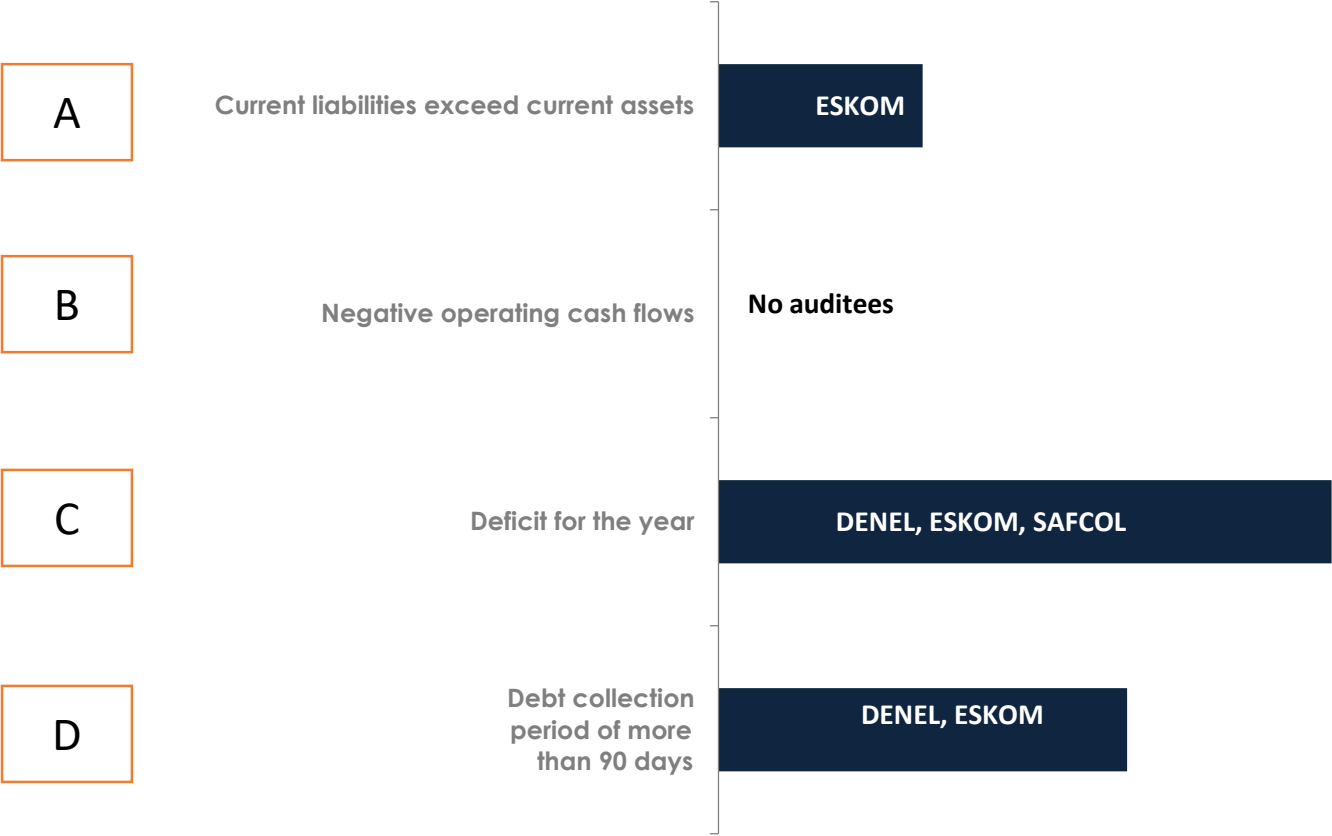 A
Current liabilities exceed current assets
ESKOM
B
Negative operating cash flows
No auditees
C
Deficit for the year
DENEL, ESKOM, SAFCOL
D
Debt collection
period of more
than 90 days
DENEL, ESKOM